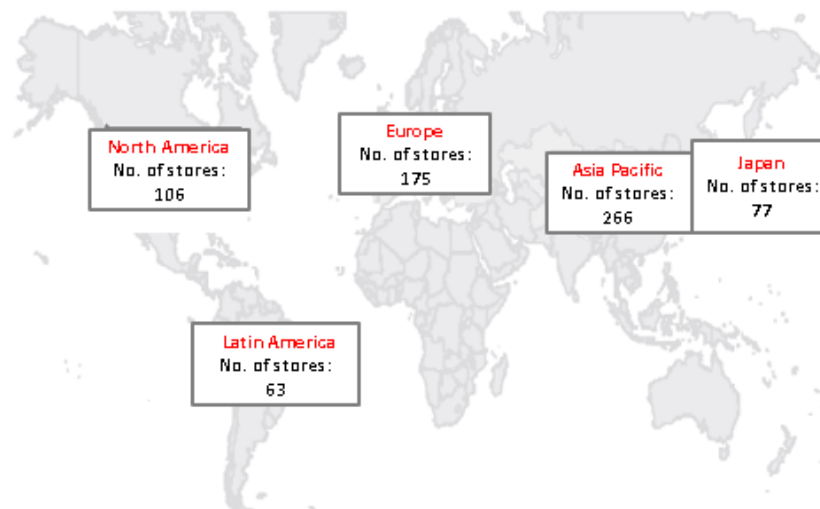 North America
No. of stores:
106
Europe
No. of stores:
175
Asia Pacific
No. of stores:
266
Japan
No. of stores:
77
Latin America
No. of stores:
63